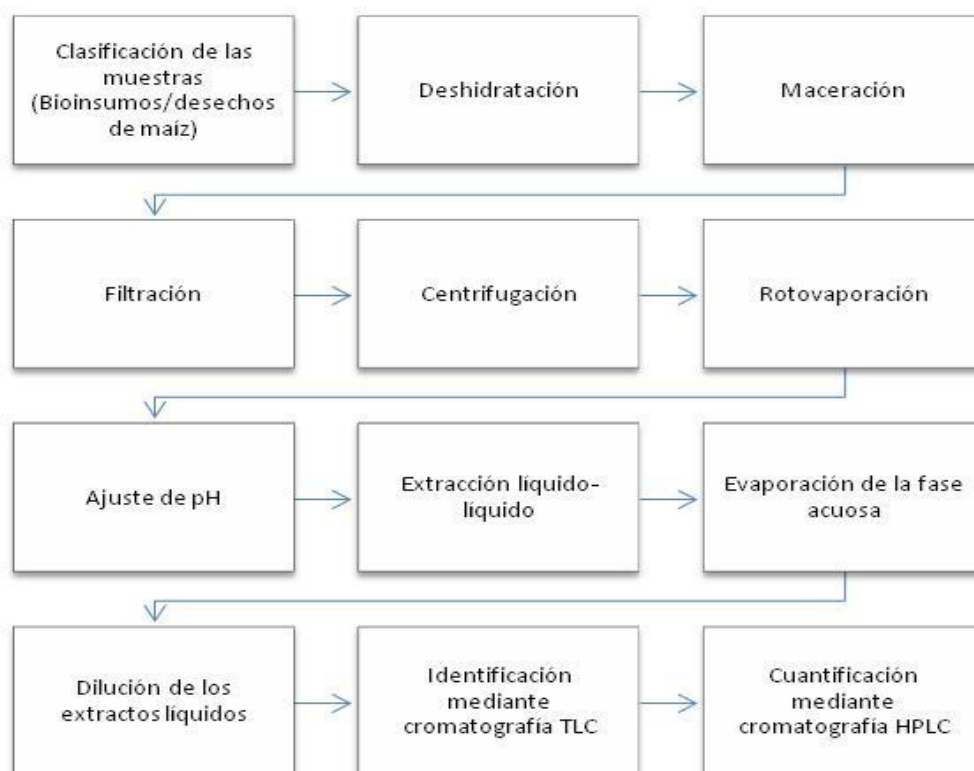 Clasificación de las
muestras
(Bioinsumos/desechos
de maíz)
Deshidratación
Maceración
Filtración
Centrifugación
Rotovaporación
Ajuste de pH
Extracción líquido-
líquido
Evaporación de la fase
acuosa
Dilución de los
extractos líquidos
Identificación
mediante
cromatografía TLC
Cuantificación
mediante
cromatografía HPLC